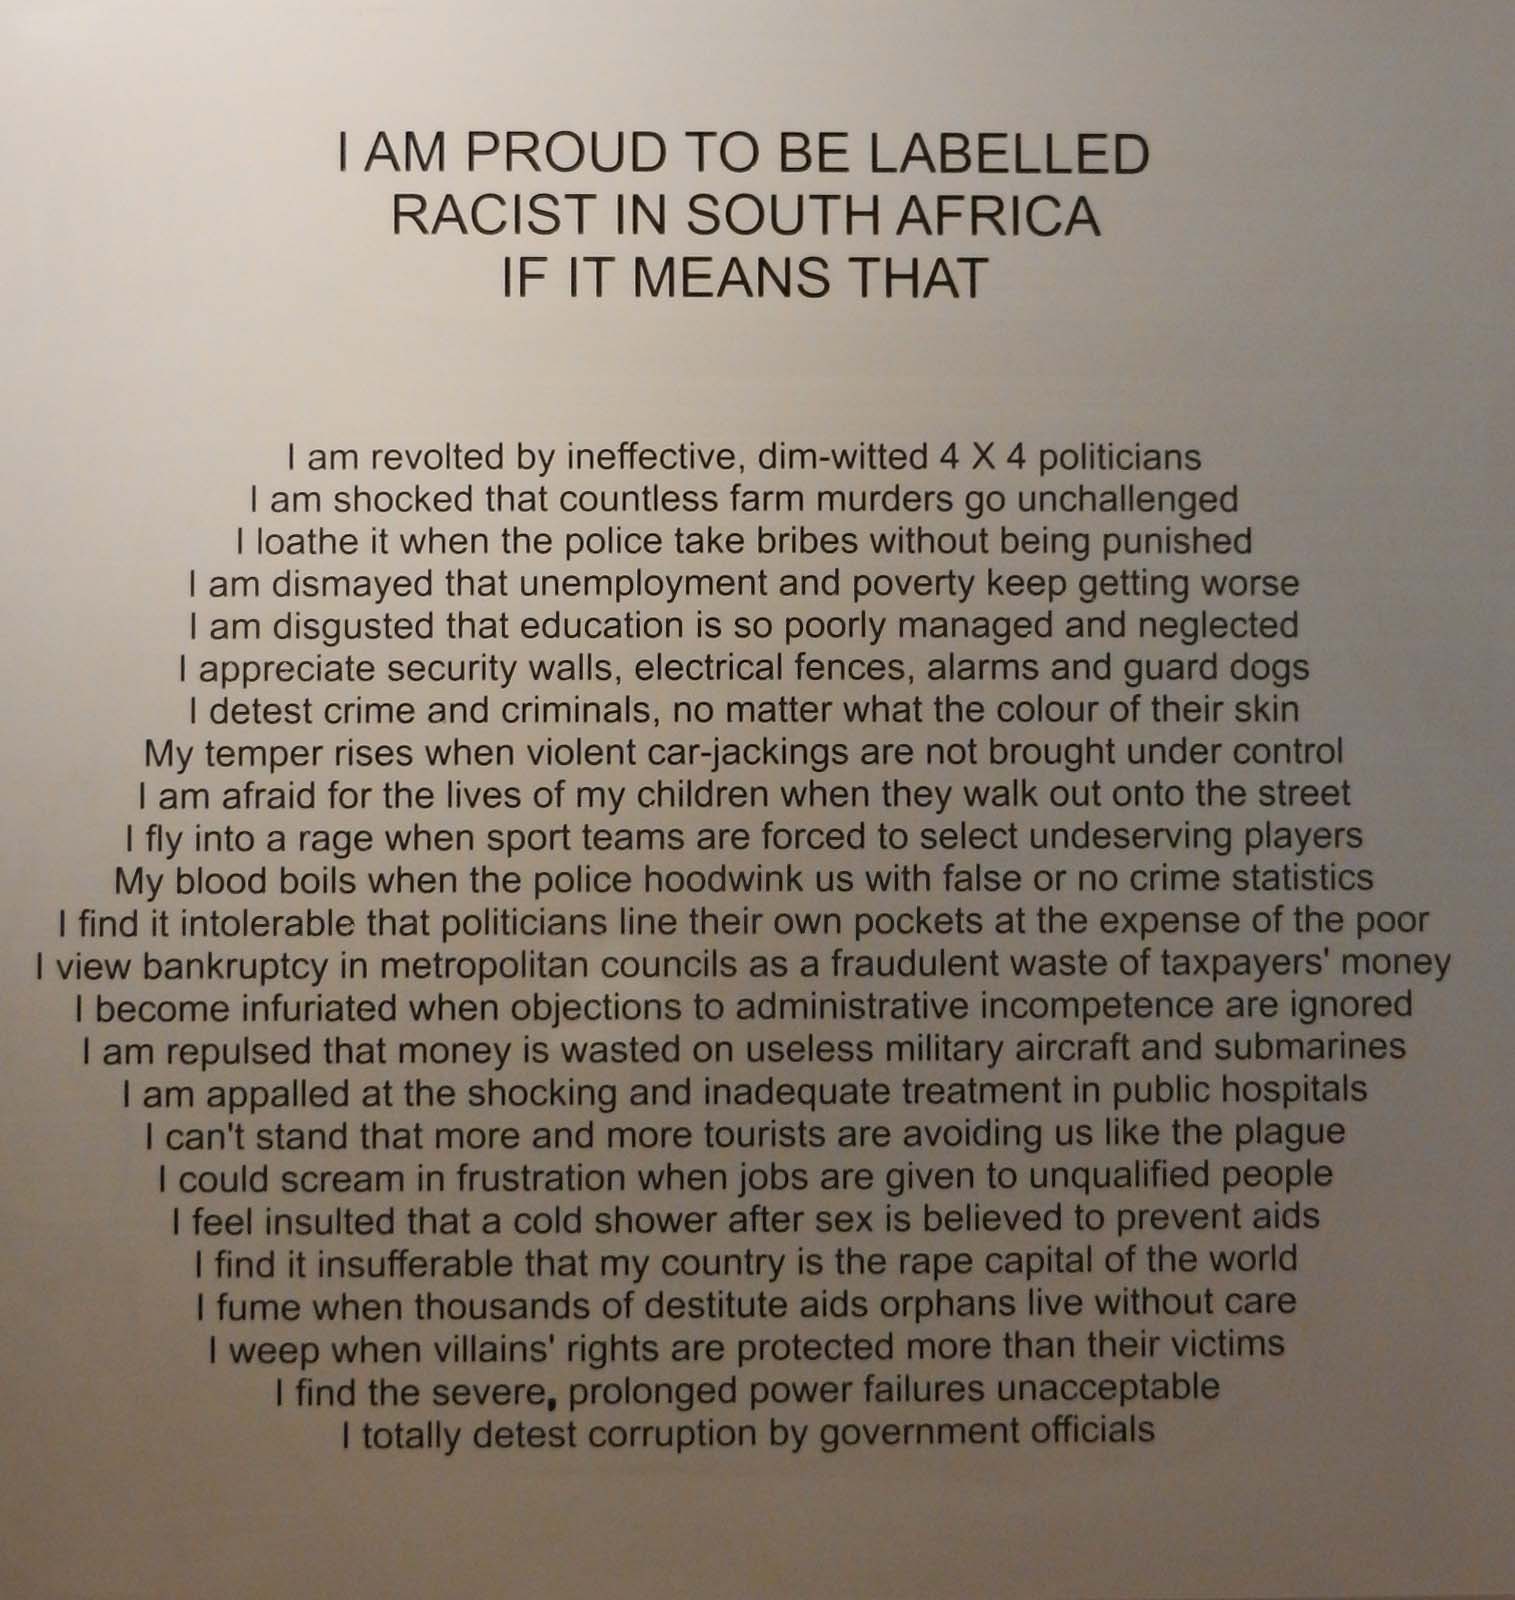 I AM PROUD TO BE LABELLED
RACIST IN SOUTH AFRICA
IF IT MEANS THAT
I am revolted by ineffective, dim-witted 4 X 4 politicians
I am shocked that countless farm murders go unchallenged
I loathe it when the police take bribes without being punished
I am dismayed that unemployment and poverty keep getting worse
I am disgusted that education is so poorly managed and neglected
I appreciate security walls, electrical fences, alarms and guard dogs
I detest crime and criminals, no matter what the colour of their skin
My temper rises when violent car-jackings are not brought under control
I am afraid for the lives of my children when they walk out onto the street
I fly into a rage when sport teams are forced to select undeserving players
My blood boils when the police hoodwink us with false or no crime statistics
I find it intolerable that politicians line their own pockets at the expense of the poor
I view bankruptcy in metropolitan councils as a fraudulent waste of taxpayers' money
I become infuriated when objections to administrative incompetence are ignored
I am repulsed that money is wasted on useless military aircraft and submarines
I am appalled at the shocking and inadequate treatment in public hospitals
I can't stand that more and more tourists are avoiding us like the plague
I could scream in frustration when jobs are given to unqualified people
I feel insulted that a cold shower after sex is believed to prevent aids
I find it insufferable that my country is the rape capital of the world
I fume when thousands of destitute aids orphans live without care
I weep when villains' rights are protected more than their victims
I find the severe, prolonged power failures unacceptable
I totally detest corruption by government officials